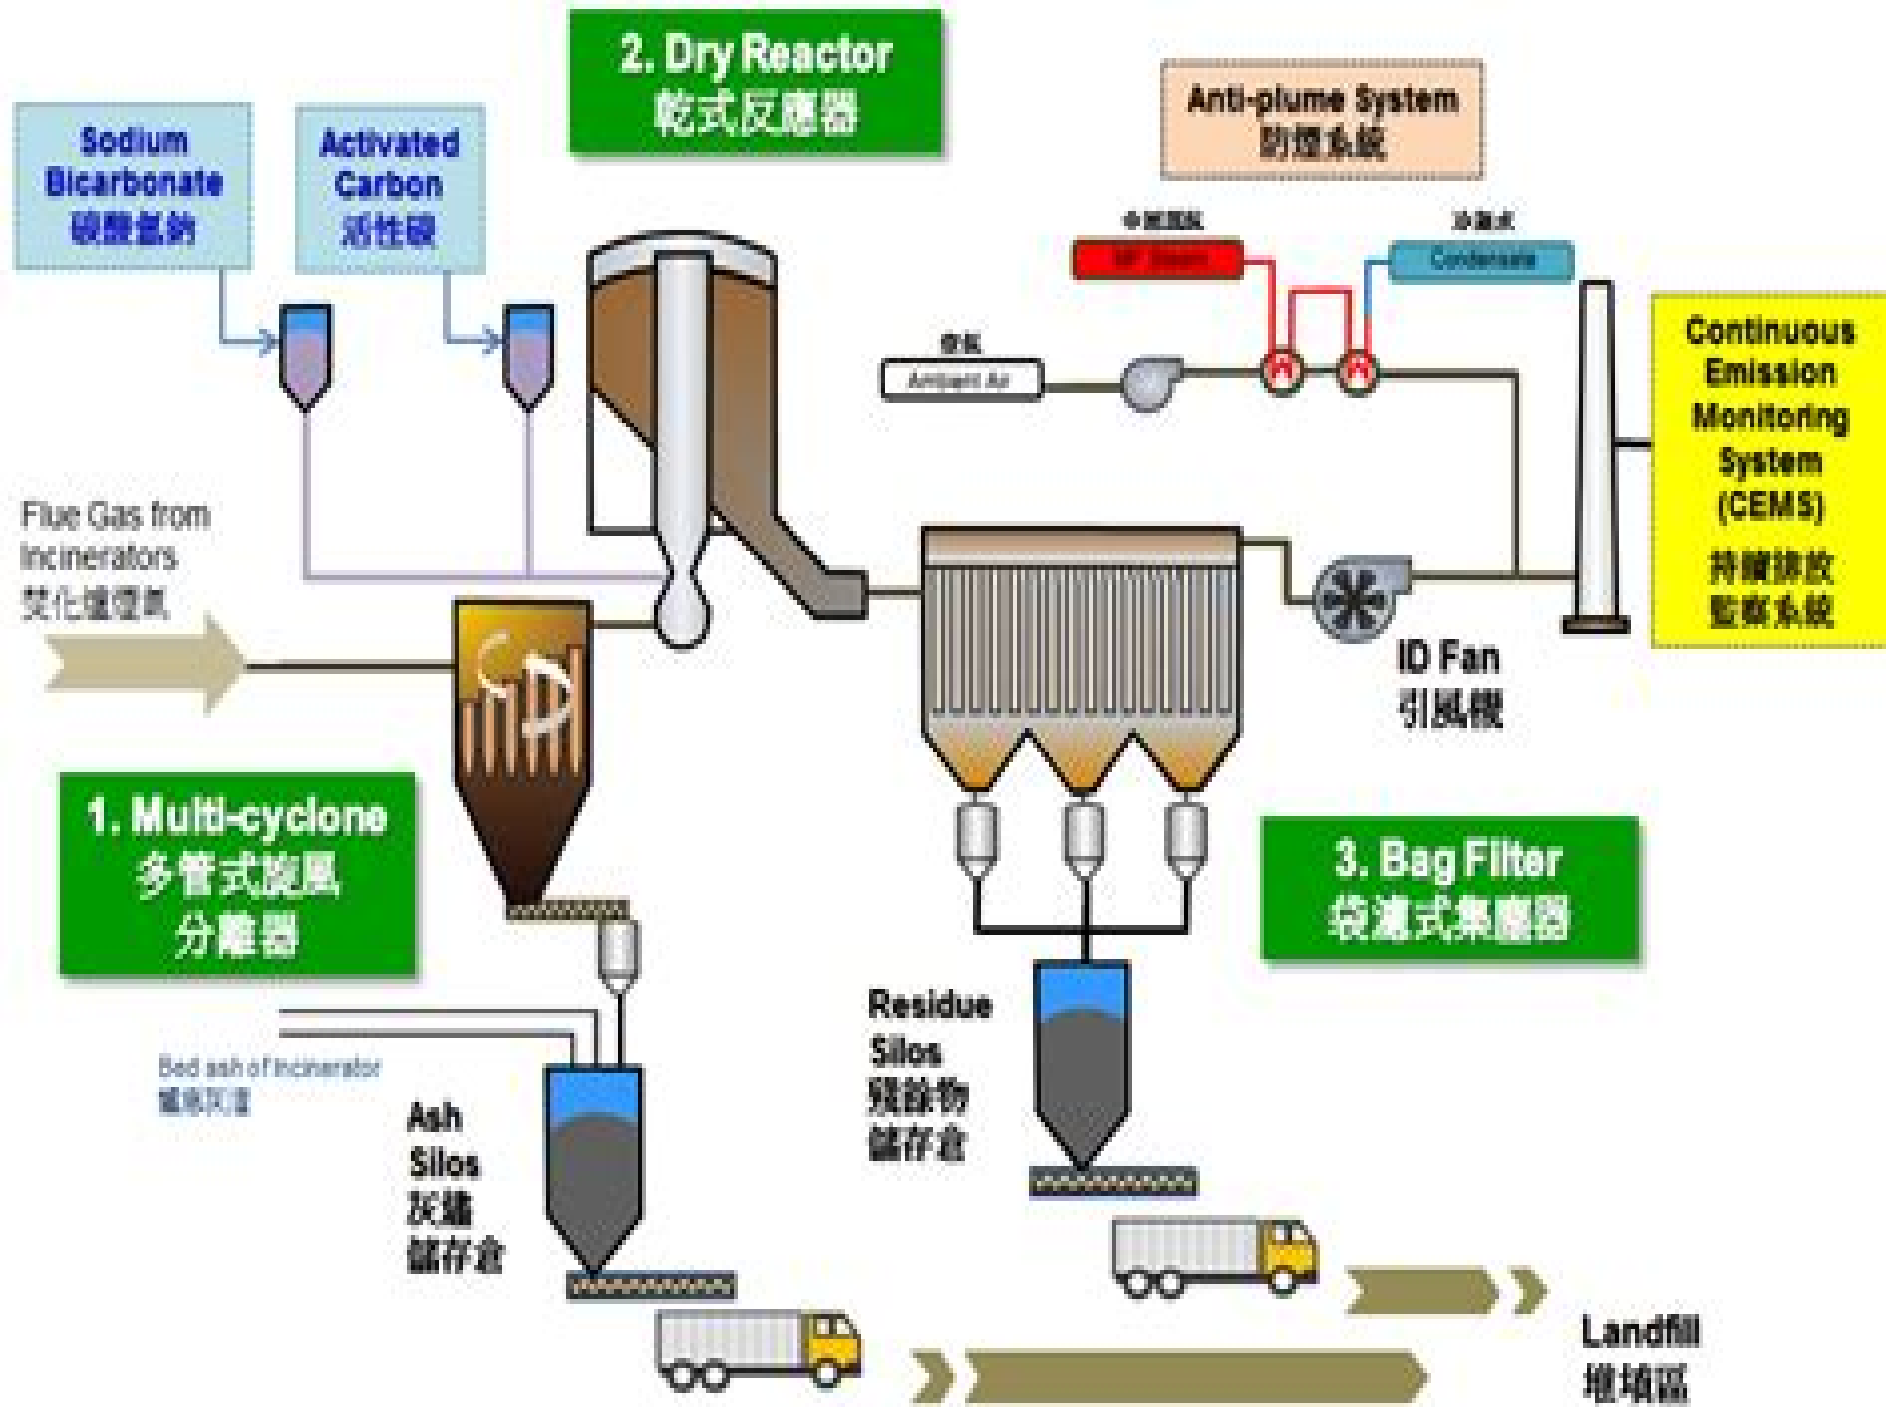 2. Dry Reactor
乾式反應器
Anti-plume System
防煙系統
Sodium
Bicarbonate
碳酸氫鈉
Activated
Carbon
活性碳
Condensate
Ambient Air
Continuous
Emission
Monitoring
System
(CEMS)
持續排放
監察系統
Flue Gas from
Incinerators
焚化爐煙氣
ID Fan
引風機
1. Multi-cyclone
多管式旋風
分離器
3. Bag Filter
袋濾式集塵器
Bed ash of incinerator
Ash
Silos
灰燼
儲存倉
Residue
Silos
殘餘物
儲存倉
Landfill
堆填區